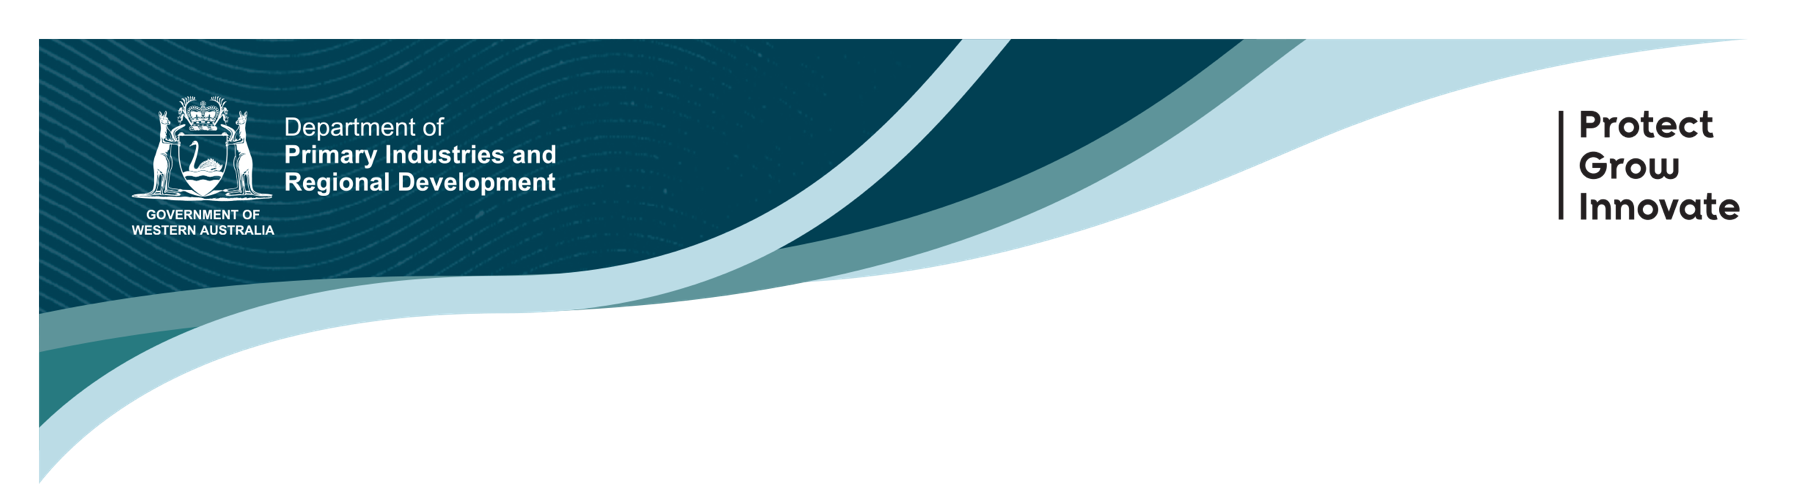 Department of
Primary Industries and
Regional Development
GOVERNMENT OF
WESTERN AUSTRALIA
Protect
Grow
Innovate